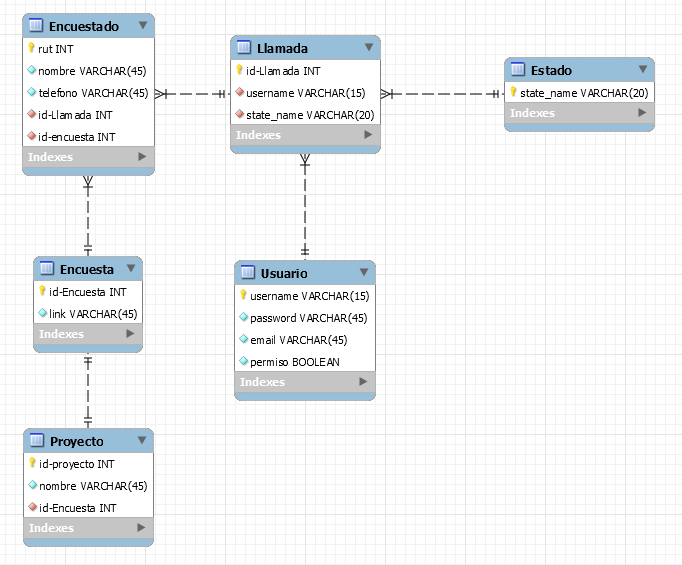 Encuestado
rut INT
nombre VARCHAR(45)
telefono VARCHAR(45)
id-Llamada INT
id-encuesta INT
Indexes
Llamada
id-Llamada INT
username VARCHAR(15)
state_name VARCHAR(20)
Indexes
Estado
state_name VARCHAR(20)
Indexes
Encuesta
id-Encuesta INT
link VARCHAR(45)
Indexes
Usuario
username VARCHAR(15)
password VARCHAR(45)
email VARCHAR(45)
permiso BOOLEAN
Indexes
Proyecto
id-proyecto INT
nombre VARCHAR(45)
id-Encuesta INT
Indexes